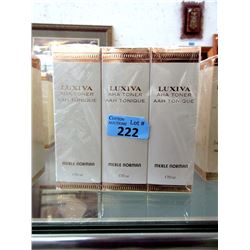 LUXIVA
AHA TONER
AAH TONIQUE
MERLE NORMAN
LUXIVA
AHA TONER
AAH TONIQUE
MERLE NORMAN
LUXIVA
AHA TONER
AAH TONIQUE
MERLE NORMAN
Lot #
222